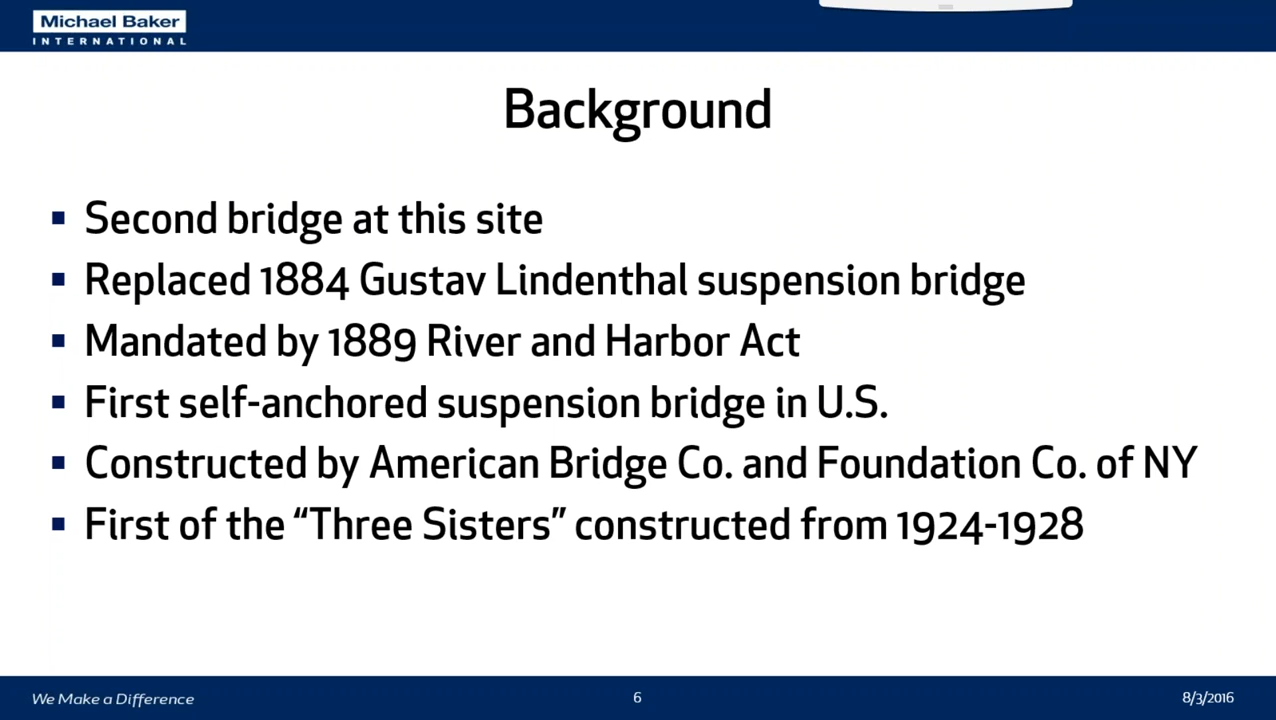 Michael Baker
INTERNATIONAL
Background
▪ Second bridge at this site
▪ Replaced 1884 Gustav Lindenthal suspension bridge
▪ Mandated by 1889 River and Harbor Act
▪ First self-anchored suspension bridge in U.S.
▪ Constructed by American Bridge Co. and Foundation Co. of NY
▪ First of the “Three Sisters” constructed from 1924-1928
We Make a Difference
6
8/3/2016